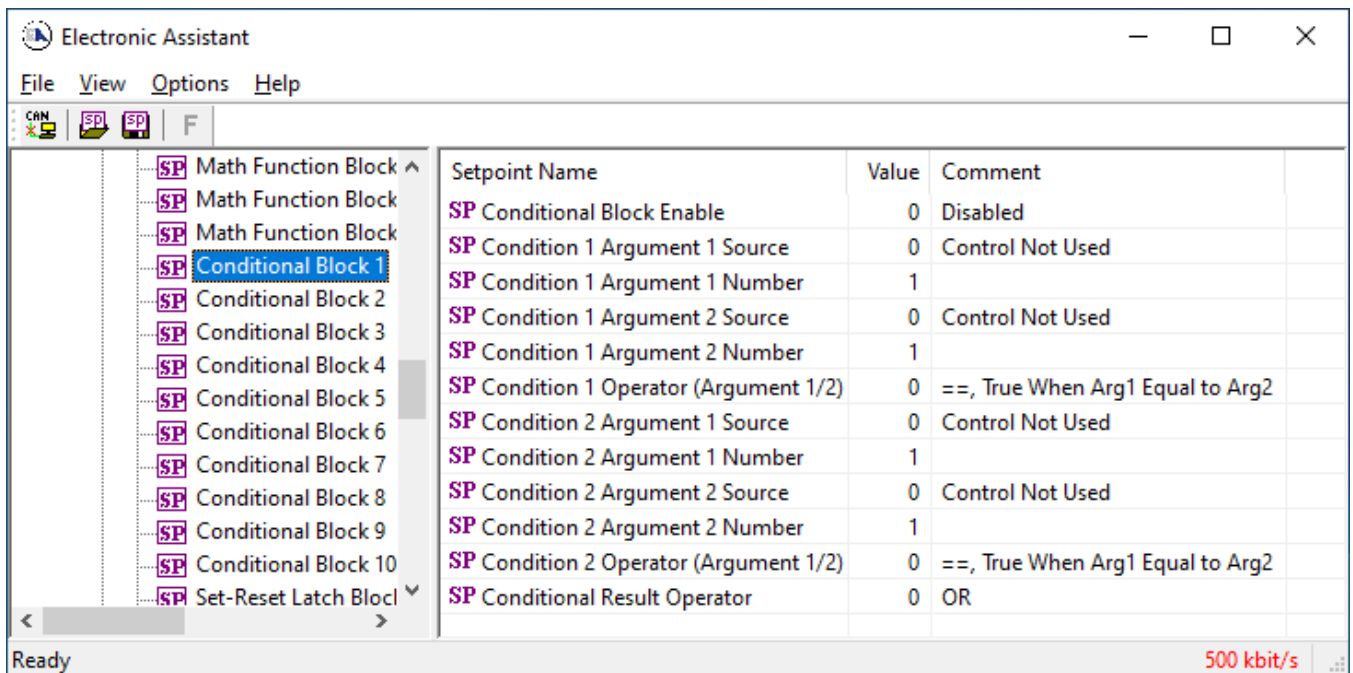 Electronic Assistant
File View Options Help
CAN SP SP F
SP Math Function Block
SP Math Function Block
SP Math Function Block
SP Conditional Block 1
SP Conditional Block 2
SP Conditional Block 3
SP Conditional Block 4
SP Conditional Block 5
SP Conditional Block 6
SP Conditional Block 7
SP Conditional Block 8
SP Conditional Block 9
SP Conditional Block 10
SP Set-Reset Latch Block
Setpoint Name Value Comment
SP Conditional Block Enable 0 Disabled
SP Condition 1 Argument 1 Source 0 Control Not Used
SP Condition 1 Argument 1 Number 1
SP Condition 1 Argument 2 Source 0 Control Not Used
SP Condition 1 Argument 2 Number 1
SP Condition 1 Operator (Argument 1/2) 0 ==, True When Arg1 Equal to Arg2
SP Condition 2 Argument 1 Source 0 Control Not Used
SP Condition 2 Argument 1 Number 1
SP Condition 2 Argument 2 Source 0 Control Not Used
SP Condition 2 Argument 2 Number 1
SP Condition 2 Operator (Argument 1/2) 0 ==, True When Arg1 Equal to Arg2
SP Conditional Result Operator 0 OR
Ready 500 kbit/s